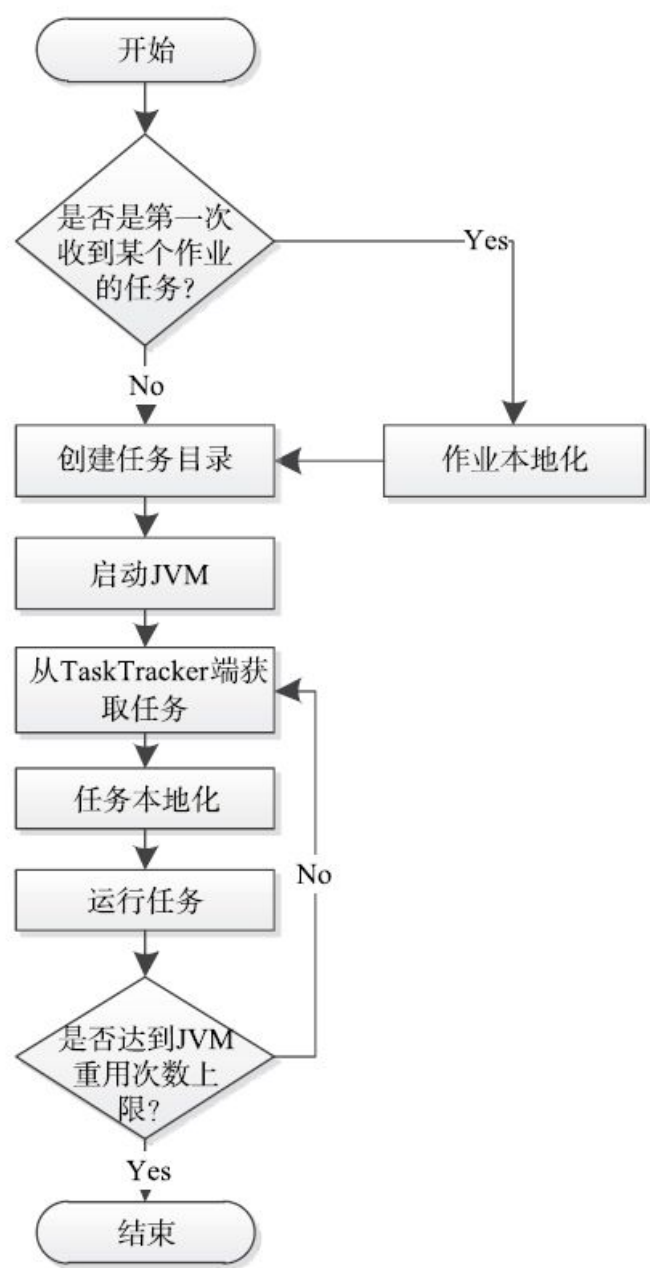 开始
是否是第一次
收到某个作业
的任务?
Yes
No
创建任务目录
作业本地化
启动JVM
从TaskTracker端获
取任务
任务本地化
运行任务
No
是否达到JVM
重用次数上
限?
Yes
结束